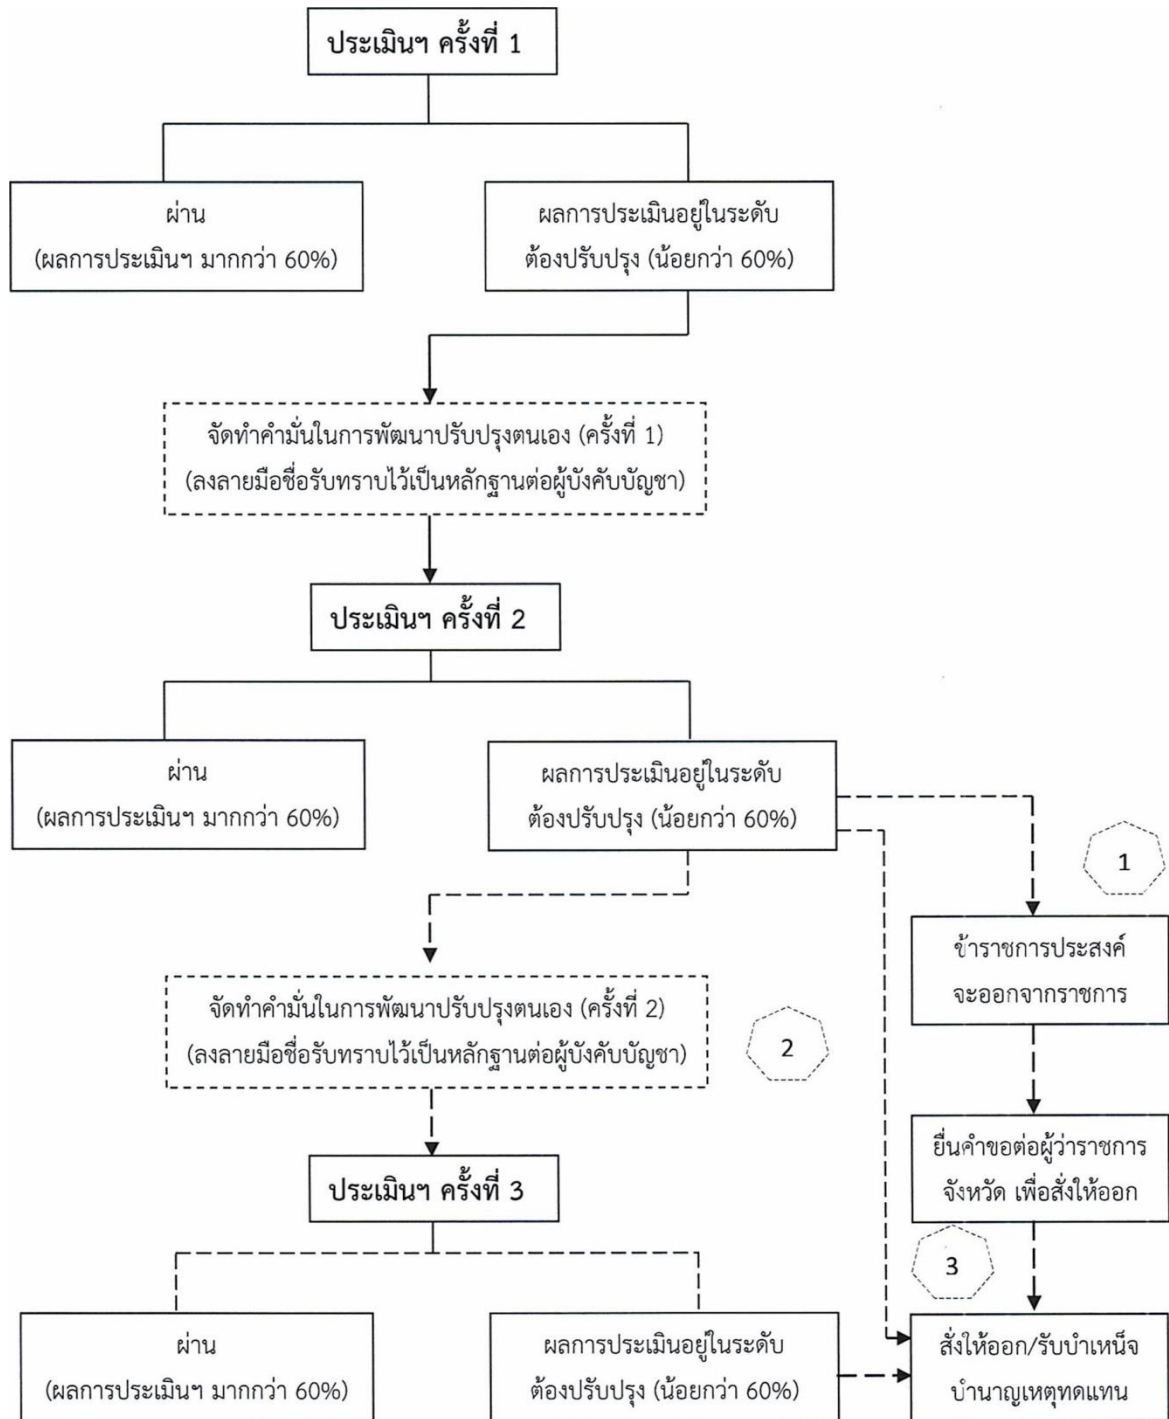 ประเมินฯ ครั้งที่ 1
ผ่าน
(ผลการประเมินฯ มากกว่า 60%)
ผลการประเมินอยู่ในระดับ
ต้องปรับปรุง (น้อยกว่า 60%)
จัดทำคำมั่นในการพัฒนาปรับปรุงตนเอง (ครั้งที่ 1)
(ลงลายมือชื่อรับทราบไว้เป็นหลักฐานต่อผู้บังคับบัญชา)
ประเมินฯ ครั้งที่ 2
ผ่าน
(ผลการประเมินฯ มากกว่า 60%)
ผลการประเมินอยู่ในระดับ
ต้องปรับปรุง (น้อยกว่า 60%)
1
ข้าราชการประสงค์
จะออกจากราชการ
จัดทำคำมั่นในการพัฒนาปรับปรุงตนเอง (ครั้งที่ 2)
(ลงลายมือชื่อรับทราบไว้เป็นหลักฐานต่อผู้บังคับบัญชา)
2
ยื่นคำขอต่อผู้ว่าราชการ
จังหวัด เพื่อสั่งให้ออก
ประเมินฯ ครั้งที่ 3
3
ผ่าน
(ผลการประเมินฯ มากกว่า 60%)
ผลการประเมินอยู่ในระดับ
ต้องปรับปรุง (น้อยกว่า 60%)
สั่งให้ออก/รับบำเหน็จ
บำนาญเหตุทดแทน